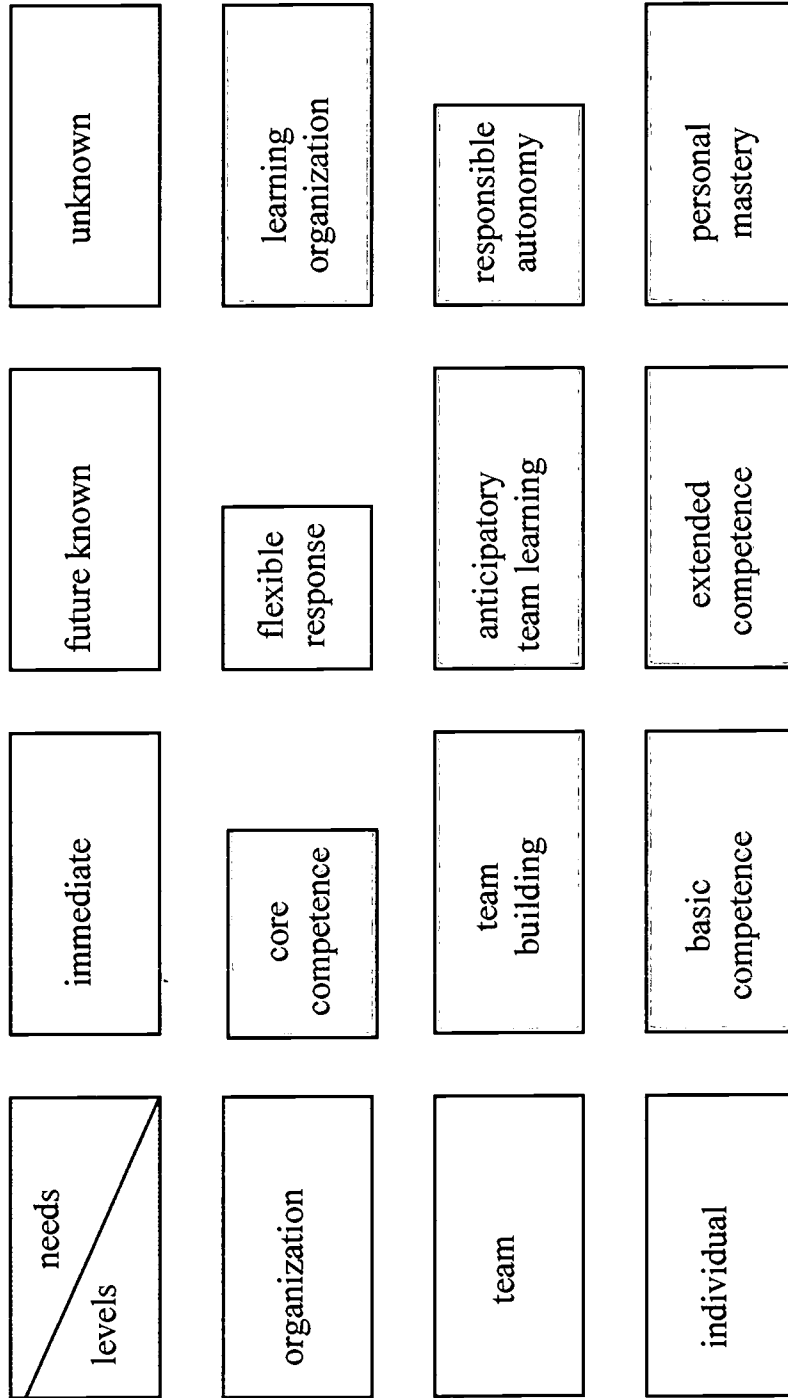 needs
levels
immediate
future known
unknown
organization
core
competence
flexible
response
learning
organization
team
team
building
anticipatory
team learning
responsible
autonomy
individual
basic
competence
extended
competence
personal
mastery